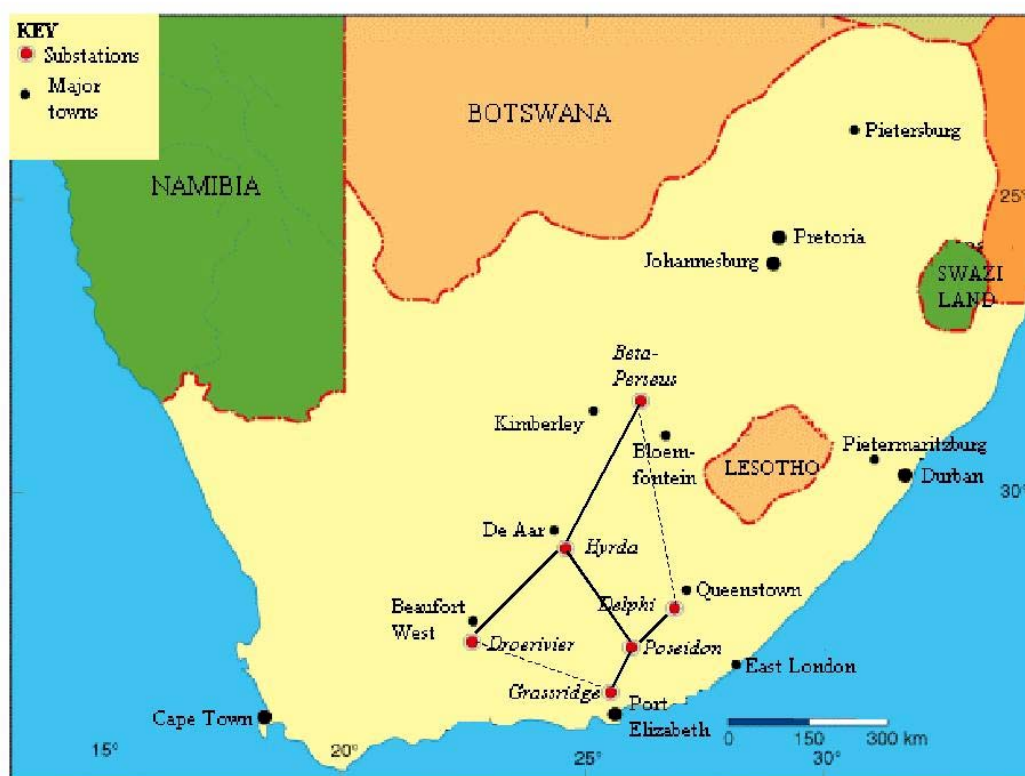 KEY
Substations
Major
towns
BOTSWANA
Pietersburg
NAMIBIA
25°
Pretoria
Johannesburg
SWAZI
LAND
Beta-
Perseus
Kimberley
Bloem-
fontein
LESOTHO
Pietermaritzburg
Durban
30°
De Aar
Hyrda
Beaufort
West
Delphi
Queenstown
Droerivier
Poseidon
East London
Grassridge
Port
Elizabeth
Cape Town
15°
20°
25°
30°
0 150 300 km